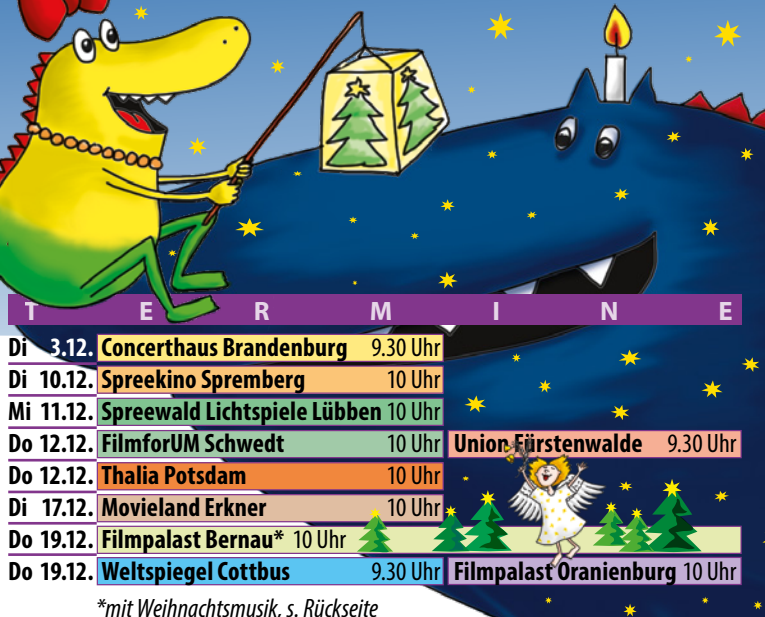 TERMINE
Di 3.12. Concerthaus Brandenburg 9.30 Uhr
Di 10.12. Spreekino Spremberg 10 Uhr
Mi 11.12. Spreewald Lichtspiele Lübben 10 Uhr
Do 12.12. FilmforUM Schwedt 10 Uhr Union Fürstenwalde 9.30 Uhr
Do 12.12. Thalia Potsdam 10 Uhr
Di 17.12. Movieland Erkner 10 Uhr
Do 19.12. Filmpalast Bernau* 10 Uhr
Do 19.12. Weltspiegel Cottbus 9.30 Uhr Filmpalast Oranienburg 10 Uhr
*mit Weihnachtsmusik, s. Rückseite